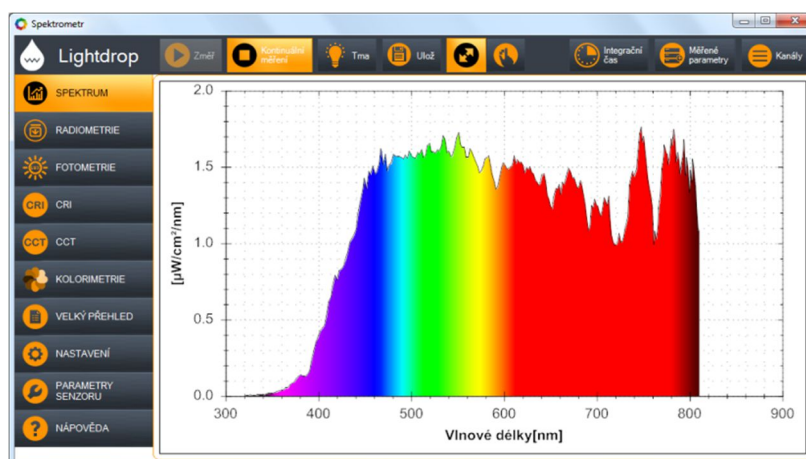 Spektrometr
Lightdrop
Změř
Kontinuální
měření
Tma
Ulož
Integrační
čas
Měřené
parametry
Kanály
SPEKTRUM
RADIOMETRIE
FOTOMETRIE
CRI CRI
CCT CCT
KOLORIMETRIE
VELKÝ PŘEHLED
NASTAVENÍ
PARAMETRY
SENZORU
? NÁPOVĚDA
[µW/cm²/nm]
2.0
1.5
1.0
0.5
0.0
300 400 500 600 700 800 900
Vlnové délky[nm]